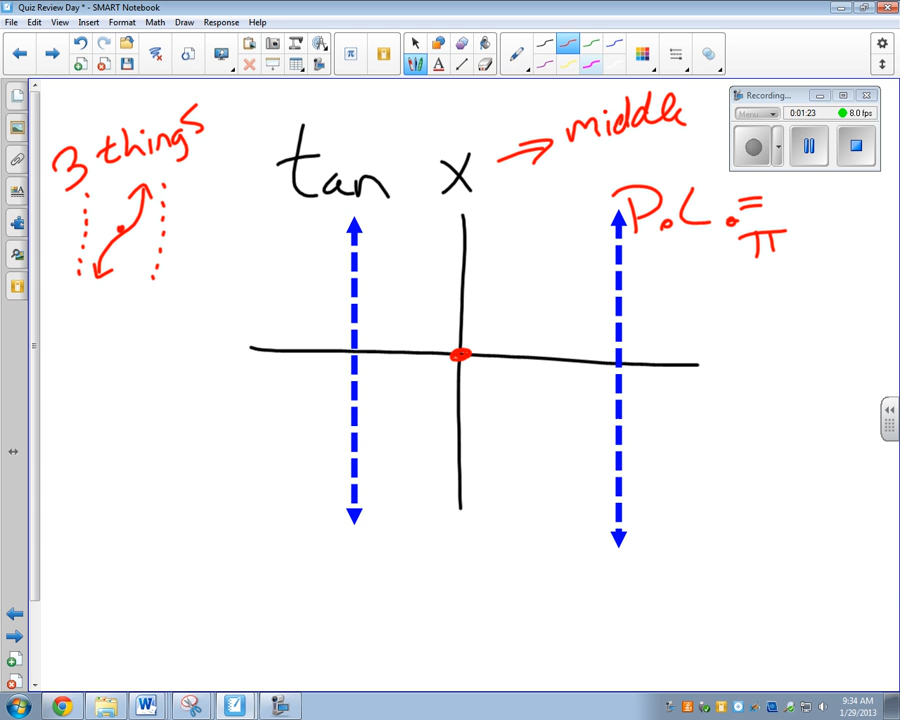 Quiz Review Day * - SMART Notebook
File Edit View Insert Format Math Draw Response Help
Recording...
Menu
0:01:23
8.0 fps
3 things
tan x
middle
P.L. =
π
9:34 AM
1/29/2013